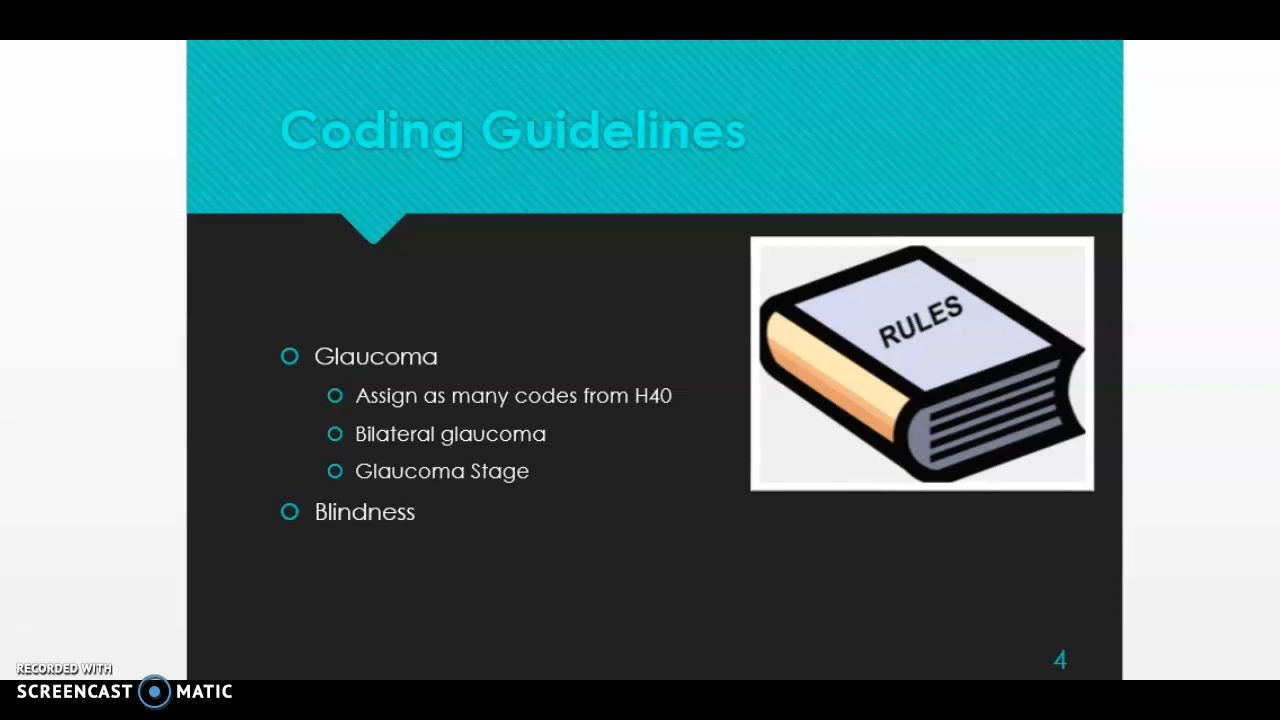 Coding Guidelines
RULES
Glaucoma
Assign as many codes from H40
Bilateral glaucoma
Glaucoma Stage
Blindness
4
RECORDED WITH
SCREENCAST MATIC